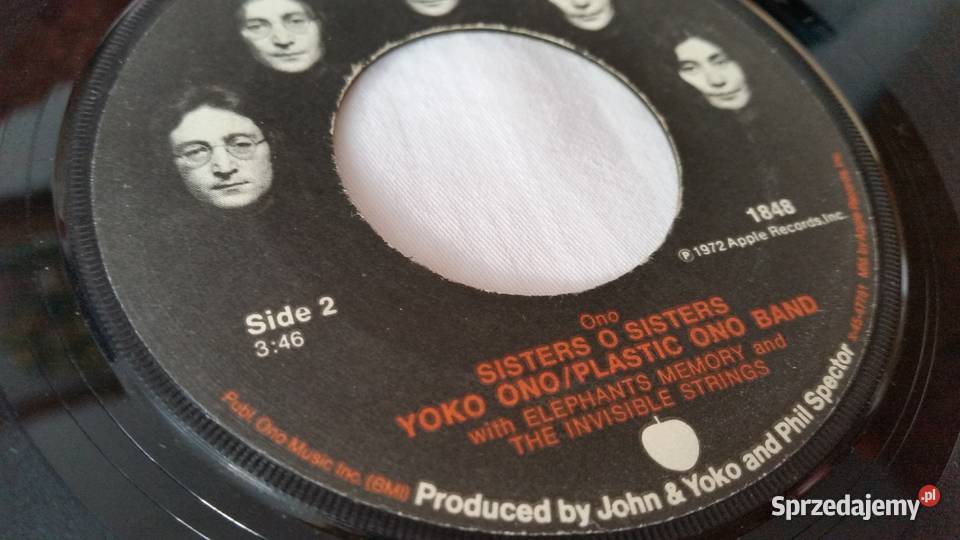 1848
℗ 1972 Apple Records, Inc.
Side 2
3:46
Ono
SISTERS O SISTERS
YOKO ONO/PLASTIC ONO BAND
with ELEPHANTS MEMORY and
THE INVISIBLE STRINGS
Publ. Ono Music Inc. (BMI)
Produced by John & Yoko and Phil Spector
Sprzedajemy.pl